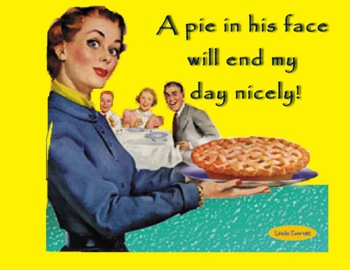 A pie in his face
will end my
day nicely!
Linda Everett